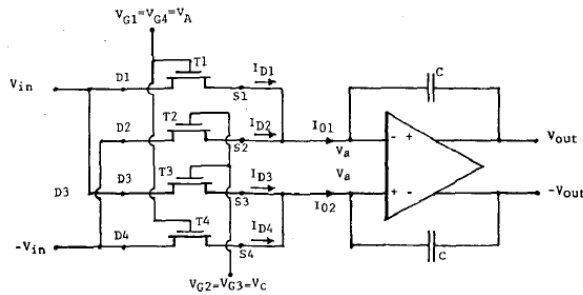 V_G1=V_G4=V_A
V_in
D1
T1
S1
I_D1
D2
T2
S2
I_D2
I_O1
V_a
C
- +
V_out
D3
D3
T3
S3
I_D3
I_O2
V_a
+ -
-V_out
-V_in
D4
T4
S4
I_D4
C
V_G2=V_G3=V_C